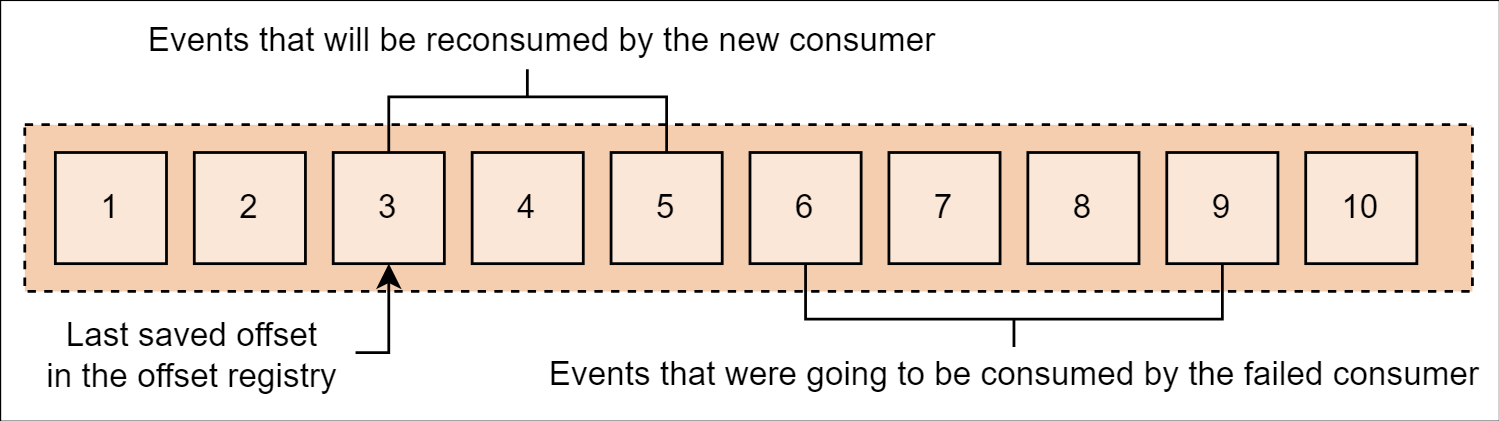 Events that will be reconsumed by the new consumer
1 2 3 4 5 6 7 8 9 10
Last saved offset
in the offset registry
Events that were going to be consumed by the failed consumer